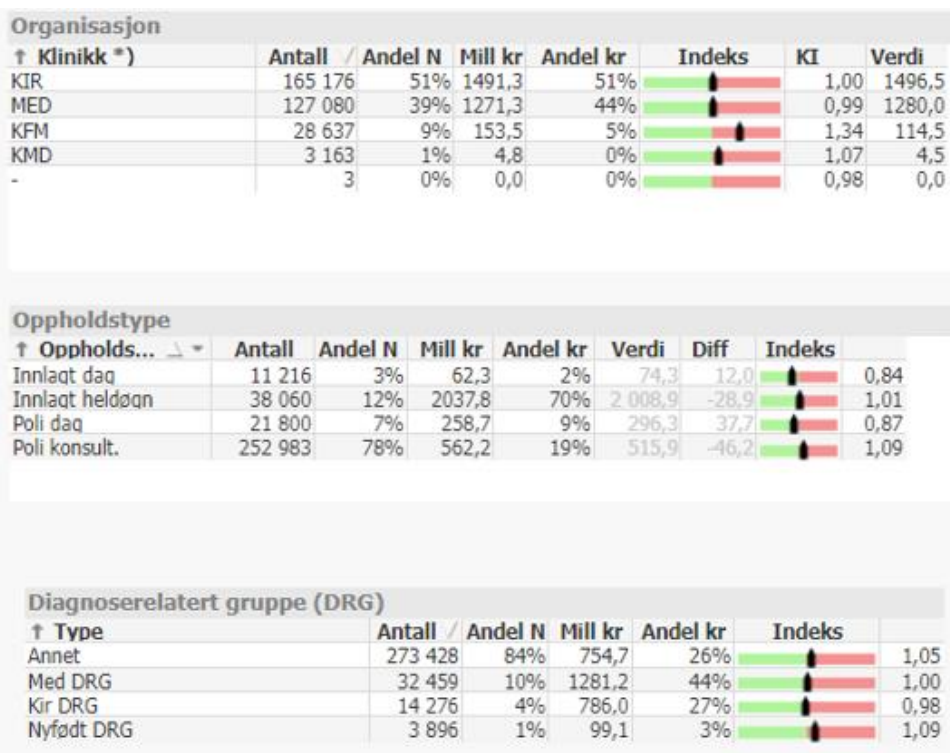 Organisasjon
↑ Klinikk *) Antall / Andel N Mill kr Andel kr Indeks KI Verdi
KIR 165 176 51% 1491,3 51% 1,00 1496,5
MED 127 080 39% 1271,3 44% 0,99 1280,0
KFM 28 637 9% 153,5 5% 1,34 114,5
KMD 3 163 1% 4,8 0% 1,07 4,5
- 3 0% 0,0 0% 0,98 0,0
Oppholdstype
↑ Oppholds... Antall Andel N Mill kr Andel kr Verdi Diff Indeks
Innlagt dag 11 216 3% 62,3 2% 74,3 12,0 0,84
Innlagt heldøgn 38 060 12% 2037,8 70% 2 008,9 -28,9 1,01
Poli dag 21 800 7% 258,7 9% 296,3 37,7 0,87
Poli konsult. 252 983 78% 562,2 19% 515,9 -46,2 1,09
Diagnoserelatert gruppe (DRG)
↑ Type Antall / Andel N Mill kr Andel kr Indeks
Annet 273 428 84% 754,7 26% 1,05
Med DRG 32 459 10% 1281,2 44% 1,00
Kir DRG 14 276 4% 786,0 27% 0,98
Nyfødt DRG 3 896 1% 99,1 3% 1,09